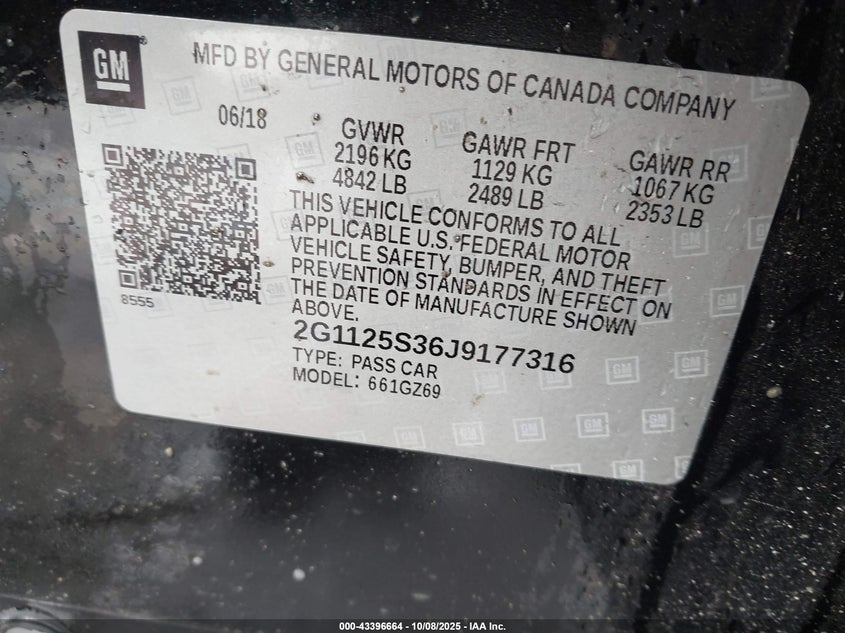 GM
MFD BY GENERAL MOTORS OF CANADA COMPANY
06/18
GVWR
2196 KG
4842 LB
GAWR FRT
1129 KG
2489 LB
GAWR RR
1067 KG
2353 LB
THIS VEHICLE CONFORMS TO ALL
APPLICABLE U.S. FEDERAL MOTOR
VEHICLE SAFETY, BUMPER, AND THEFT
PREVENTION STANDARDS IN EFFECT ON
THE DATE OF MANUFACTURE SHOWN
ABOVE.
8555
2G1125S36J9177316
TYPE: PASS CAR
MODEL: 661GZ69
000-43396664 - 10/08/2025 - IAA Inc.